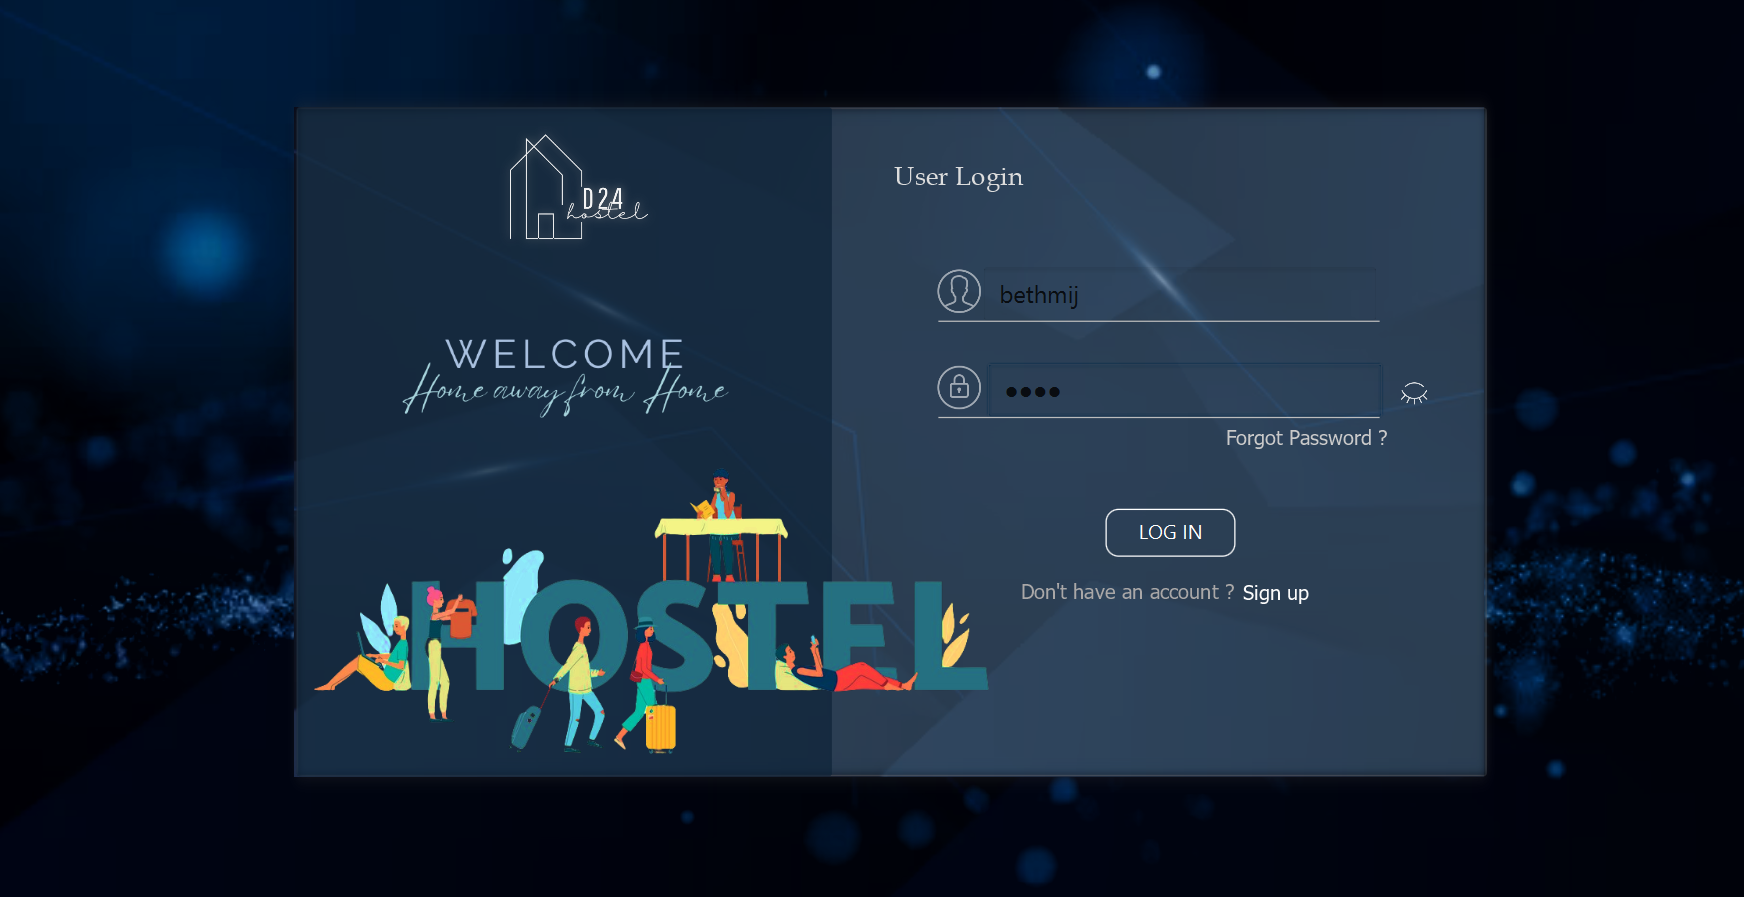 D24
hostel
WELCOME
Home away from Home
HOSTEL
User Login
bethmij
••••
Forgot Password ?
LOG IN
Don't have an account ? Sign up